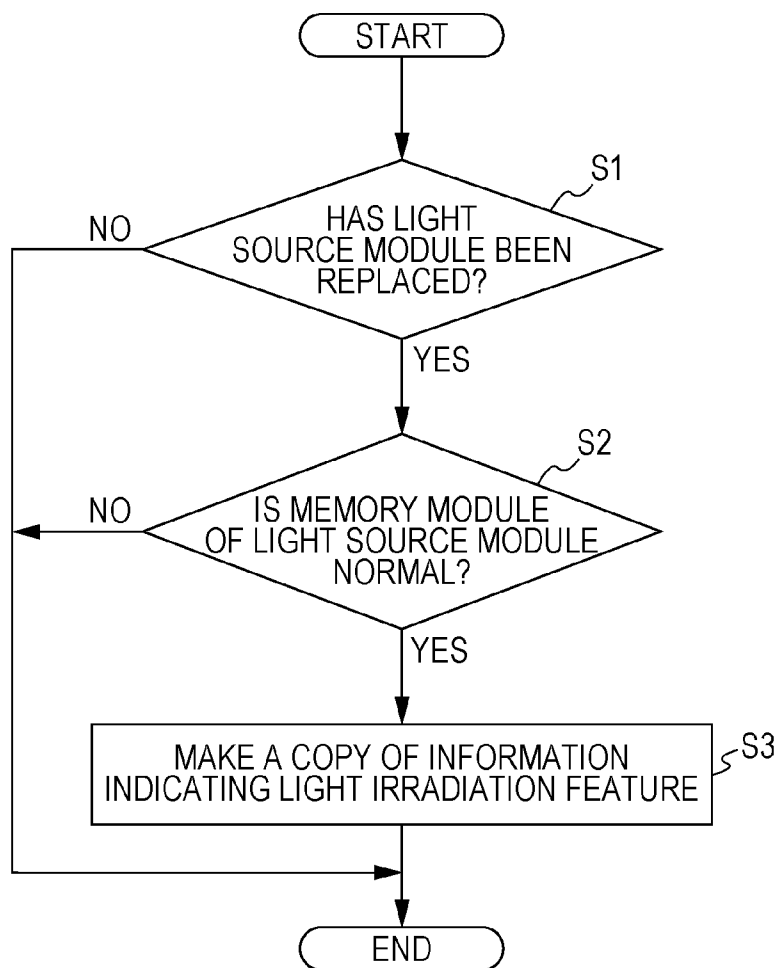 START
S1
HAS LIGHT
SOURCE MODULE BEEN
REPLACED?
NO
YES
S2
IS MEMORY MODULE
OF LIGHT SOURCE MODULE
NORMAL?
NO
YES
S3
MAKE A COPY OF INFORMATION
INDICATING LIGHT IRRADIATION FEATURE
END